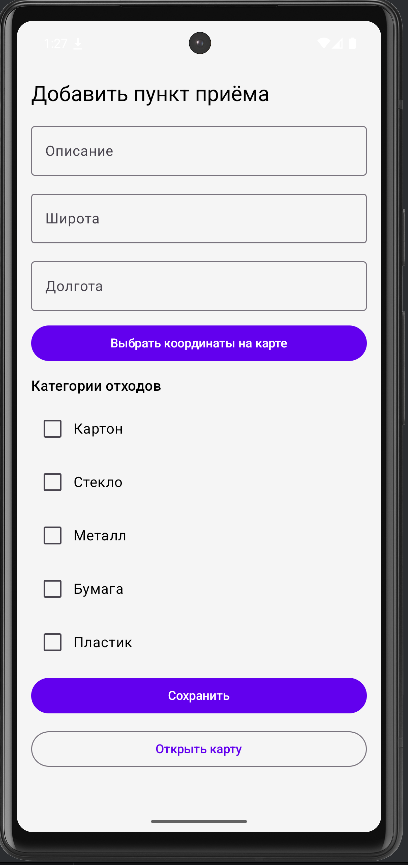 1:27
Добавить пункт приёма
Описание
Широта
Долгота
Выбрать координаты на карте
Категории отходов
Картон
Стекло
Металл
Бумага
Пластик
Сохранить
Открыть карту